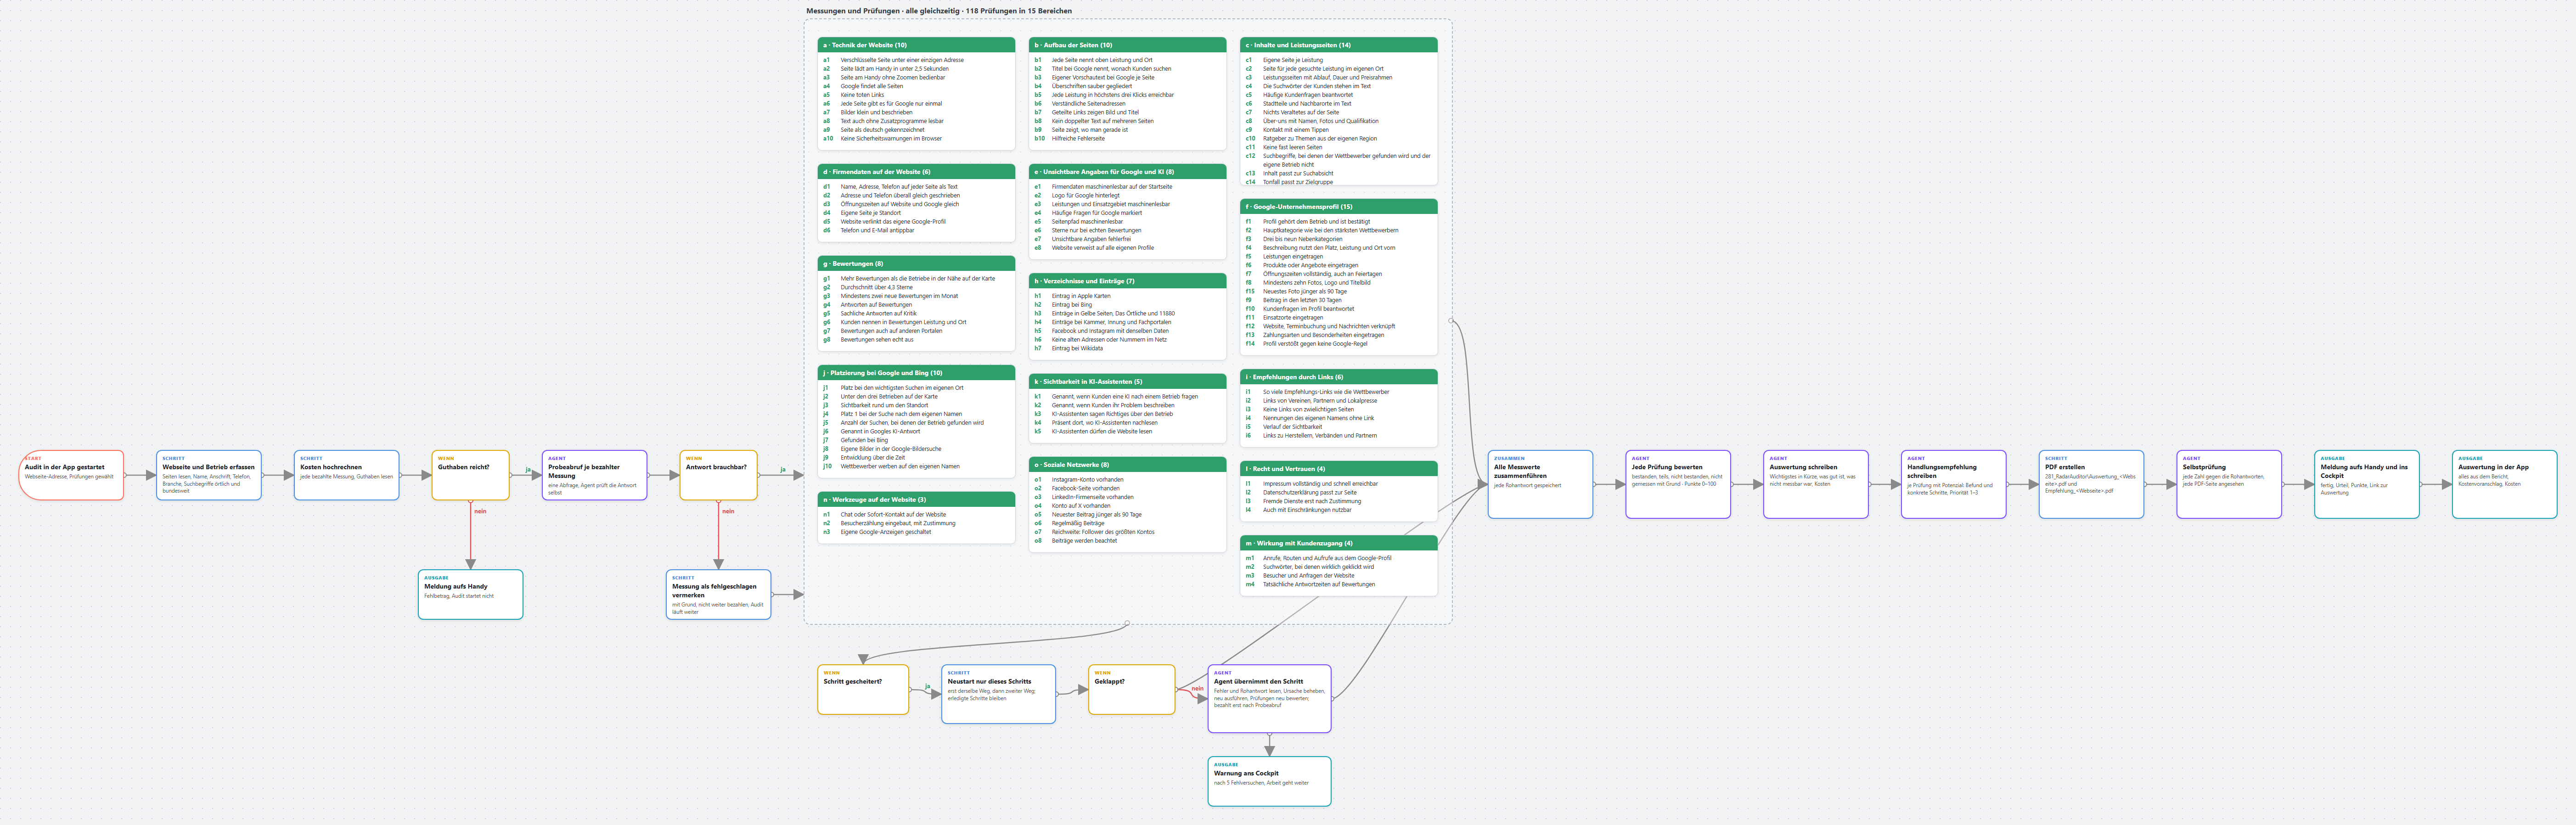 Messungen und Prüfungen · alle gleichzeitig · 118 Prüfungen in 15 Bereichen
a · Technik der Website (10)
a1 Verschlüsselte Seite unter einer einzigen Adresse
a2 Seite lädt am Handy in unter 2,5 Sekunden
a3 Seite am Handy ohne Zoomen bedienbar
a4 Google findet alle Seiten
a5 Keine toten Links
a6 Jede Seite gibt es für Google nur einmal
a7 Bilder klein und beschrieben
a8 Text auch ohne Zusatzprogramme lesbar
a9 Seite als deutsch gekennzeichnet
a10 Keine Sicherheitswarnungen im Browser
b · Aufbau der Seiten (10)
b1 Jede Seite nennt oben Leistung und Ort
b2 Titel bei Google nennt, wonach Kunden suchen
b3 Eigener Vorschautext bei Google je Seite
b4 Überschriften sauber gegliedert
b5 Jede Leistung in höchstens drei Klicks erreichbar
b6 Verständliche Seitenadressen
b7 Geteilte Links zeigen Bild und Titel
b8 Kein doppelter Text auf mehreren Seiten
b9 Seite zeigt, wo man gerade ist
b10 Hilfreiche Fehlerseite
c · Inhalte und Leistungsseiten (14)
c1 Eigene Seite je Leistung
c2 Seite für jede gesuchte Leistung im eigenen Ort
c3 Leistungsseiten mit Ablauf, Dauer und Preisrahmen
c4 Die Suchwörter der Kunden stehen im Text
c5 Häufige Kundenfragen beantwortet
c6 Stadtteile und Nachbarorte im Text
c7 Nichts Veraltetes auf der Seite
c8 Über-uns mit Namen, Fotos und Qualifikation
c9 Kontakt mit einem Tippen
c10 Ratgeber zu Themen aus der eigenen Region
c11 Keine fast leeren Seiten
c12 Suchbegriffe, bei denen der Wettbewerber gefunden wird und der
eigene Betrieb nicht
c13 Inhalt passt zur Suchabsicht
c14 Tonfall passt zur Zielgruppe
d · Firmendaten auf der Website (6)
d1 Name, Adresse, Telefon auf jeder Seite als Text
d2 Adresse und Telefon überall gleich geschrieben
d3 Öffnungszeiten auf Website und Google gleich
d4 Eigene Seite je Standort
d5 Website verlinkt das eigene Google-Profil
d6 Telefon und E-Mail antippbar
e · Unsichtbare Angaben für Google und KI (8)
e1 Firmendaten maschinenlesbar auf der Startseite
e2 Logo für Google hinterlegt
e3 Leistungen und Einsatzgebiet maschinenlesbar
e4 Häufige Fragen für Google markiert
e5 Seitenpfad maschinenlesbar
e6 Sterne nur bei echten Bewertungen
e7 Unsichtbare Angaben fehlerfrei
e8 Website verweist auf alle eigenen Profile
f · Google-Unternehmensprofil (15)
f1 Profil gehört dem Betrieb und ist bestätigt
f2 Hauptkategorie wie bei den stärksten Wettbewerbern
f3 Drei bis neun Nebenkategorien
f4 Beschreibung nutzt den Platz, Leistung und Ort vorn
f5 Leistungen eingetragen
f6 Produkte oder Angebote eingetragen
f7 Öffnungszeiten vollständig, auch an Feiertagen
f8 Mindestens zehn Fotos, Logo und Titelbild
f15 Neuestes Foto jünger als 90 Tage
f9 Beitrag in den letzten 30 Tagen
f10 Kundenfragen im Profil beantwortet
f11 Einsatzorte eingetragen
f12 Website, Terminbuchung und Nachrichten verknüpft
f13 Zahlungsarten und Besonderheiten eingetragen
f14 Profil verstößt gegen keine Google-Regel
g · Bewertungen (8)
g1 Mehr Bewertungen als die Betriebe in der Nähe auf der Karte
g2 Durchschnitt über 4,3 Sterne
g3 Mindestens zwei neue Bewertungen im Monat
g4 Antworten auf Bewertungen
g5 Sachliche Antworten auf Kritik
g6 Kunden nennen in Bewertungen Leistung und Ort
g7 Bewertungen auch auf anderen Portalen
g8 Bewertungen sehen echt aus
h · Verzeichnisse und Einträge (7)
h1 Eintrag in Apple Karten
h2 Eintrag bei Bing
h3 Einträge in Gelbe Seiten, Das Örtliche und 11880
h4 Einträge bei Kammer, Innung und Fachportalen
h5 Facebook und Instagram mit denselben Daten
h6 Keine alten Adressen oder Nummern im Netz
h7 Eintrag bei Wikidata
i · Empfehlungen durch Links (6)
i1 So viele Empfehlungs-Links wie die Wettbewerber
i2 Links von Vereinen, Partnern und Lokalpresse
i3 Keine Links von zwielichtigen Seiten
i4 Nennungen des eigenen Namens ohne Link
i5 Verlauf der Sichtbarkeit
i6 Links zu Herstellern, Verbänden und Partnern
j · Platzierung bei Google und Bing (10)
j1 Platz bei den wichtigsten Suchen im eigenen Ort
j2 Unter den drei Betrieben auf der Karte
j3 Sichtbarkeit rund um den Standort
j4 Platz 1 bei der Suche nach dem eigenen Namen
j5 Anzahl der Suchen, bei denen der Betrieb gefunden wird
j6 Genannt in Googles KI-Antwort
j7 Gefunden bei Bing
j8 Eigene Bilder in der Google-Bildersuche
j9 Entwicklung über die Zeit
j10 Wettbewerber werben auf den eigenen Namen
k · Sichtbarkeit in KI-Assistenten (5)
k1 Genannt, wenn Kunden eine KI nach einem Betrieb fragen
k2 Genannt, wenn Kunden ihr Problem beschreiben
k3 KI-Assistenten sagen Richtiges über den Betrieb
k4 Präsent dort, wo KI-Assistenten nachlesen
k5 KI-Assistenten dürfen die Website lesen
l · Recht und Vertrauen (4)
l1 Impressum vollständig und schnell erreichbar
l2 Datenschutzerklärung passt zur Seite
l3 Fremde Dienste erst nach Zustimmung
l4 Auch mit Einschränkungen nutzbar
n · Werkzeuge auf der Website (3)
n1 Chat oder Sofort-Kontakt auf der Website
n2 Besucherzählung eingebaut, mit Zustimmung
n3 Eigene Google-Anzeigen geschaltet
o · Soziale Netzwerke (8)
o1 Instagram-Konto vorhanden
o2 Facebook-Seite vorhanden
o3 LinkedIn-Firmenseite vorhanden
o4 Konto auf X vorhanden
o5 Neuester Beitrag jünger als 90 Tage
o6 Regelmäßig Beiträge
o7 Reichweite: Follower des größten Kontos
o8 Beiträge werden beachtet
m · Wirkung mit Kundenzugang (4)
m1 Anrufe, Routen und Aufrufe aus dem Google-Profil
m2 Suchwörter, bei denen wirklich geklickt wird
m3 Besucher und Anfragen der Website
m4 Tatsächliche Antwortzeiten auf Bewertungen
START
Audit in der App gestartet
Webseite-Adresse, Prüfungen gewählt
SCHRITT
Webseite und Betrieb erfassen
Seiten lesen, Name, Anschrift, Telefon,
Branche, Suchbegriffe örtlich und
bundesweit
SCHRITT
Kosten hochrechnen
jede bezahlte Messung, Guthaben lesen
WENN
Guthaben reicht?
ja
nein
AGENT
Probeabruf je bezahlter
Messung
eine Abfrage, Agent prüft die Antwort
selbst
WENN
Antwort brauchbar?
ja
nein
AUSGABE
Meldung aufs Handy
Fehlbetrag, Audit startet nicht
SCHRITT
Messung als fehlgeschlagen
vermerken
mit Grund, nicht weiter bezahlen, Audit
läuft weiter
WENN
Schritt gescheitert?
ja
SCHRITT
Neustart nur dieses Schritts
erst derselbe Weg, dann zweiter Weg;
erledigte Schritte bleiben
WENN
Geklappt?
nein
AGENT
Agent übernimmt den Schritt
Fehler und Rohantwort lesen, Ursache beheben,
neu ausführen, Prüfungen neu bewerten;
bezahlt erst nach Probeabruf
AUSGABE
Warnung ans Cockpit
nach 5 Fehlversuchen, Arbeit geht weiter
ZUSAMMEN
Alle Messwerte
zusammenführen
jede Rohantwort gespeichert
AGENT
Jede Prüfung bewerten
bestanden, teils, nicht bestanden, nicht
gemessen mit Grund · Punkte 0–100
AGENT
Auswertung schreiben
Wichtigstes in Kürze, was gut ist, was
nicht messbar war, Kosten
AGENT
Handlungsempfehlung
schreiben
je Prüfung mit Potenzial: Befund und
konkrete Schritte, Priorität 1–3
SCHRITT
PDF erstellen
281_RadarAuditor\Auswertung_<Webs
eite>.pdf und
Empfehlung_<Webseite>.pdf
AGENT
Selbstprüfung
jede Zahl gegen die Rohantworten,
jede PDF-Seite angesehen
AUSGABE
Meldung aufs Handy und ins
Cockpit
fertig, Urteil, Punkte, Link zur
Auswertung
AUSGABE
Auswertung in der App
alles aus dem Bericht,
Kostenvoranschlag, Kosten